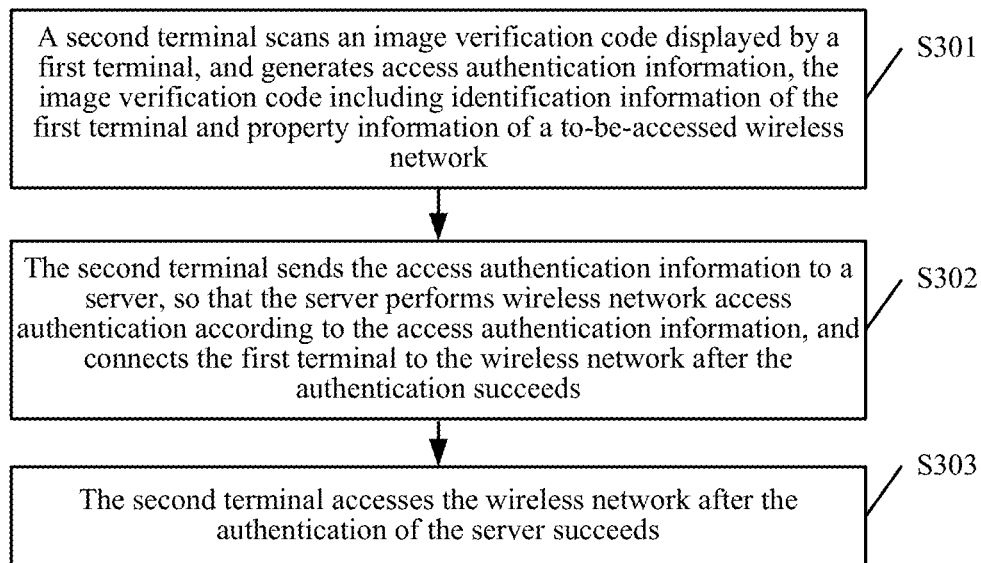 A second terminal scans an image verification code displayed by a
first terminal, and generates access authentication information, the
image verification code including identification information of the
first terminal and property information of a to-be-accessed wireless
network
S301
The second terminal sends the access authentication information to a
server, so that the server performs wireless network access
authentication according to the access authentication information, and
connects the first terminal to the wireless network after the
authentication succeeds
S302
The second terminal accesses the wireless network after the
authentication of the server succeeds
S303